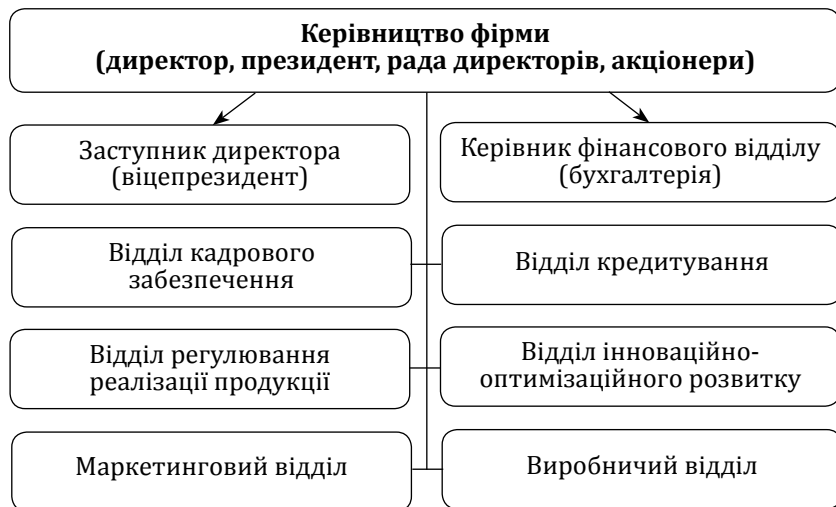 Керівництво фірми
(директор, президент, рада директорів, акціонери)
Заступник директора
(віцепрезидент)
Керівник фінансового відділу
(бухгалтерія)
Відділ кадрового
забезпечення
Відділ кредитування
Відділ регулювання
реалізації продукції
Відділ інноваційно-
оптимізаційного розвитку
Маркетинговий відділ
Виробничий відділ